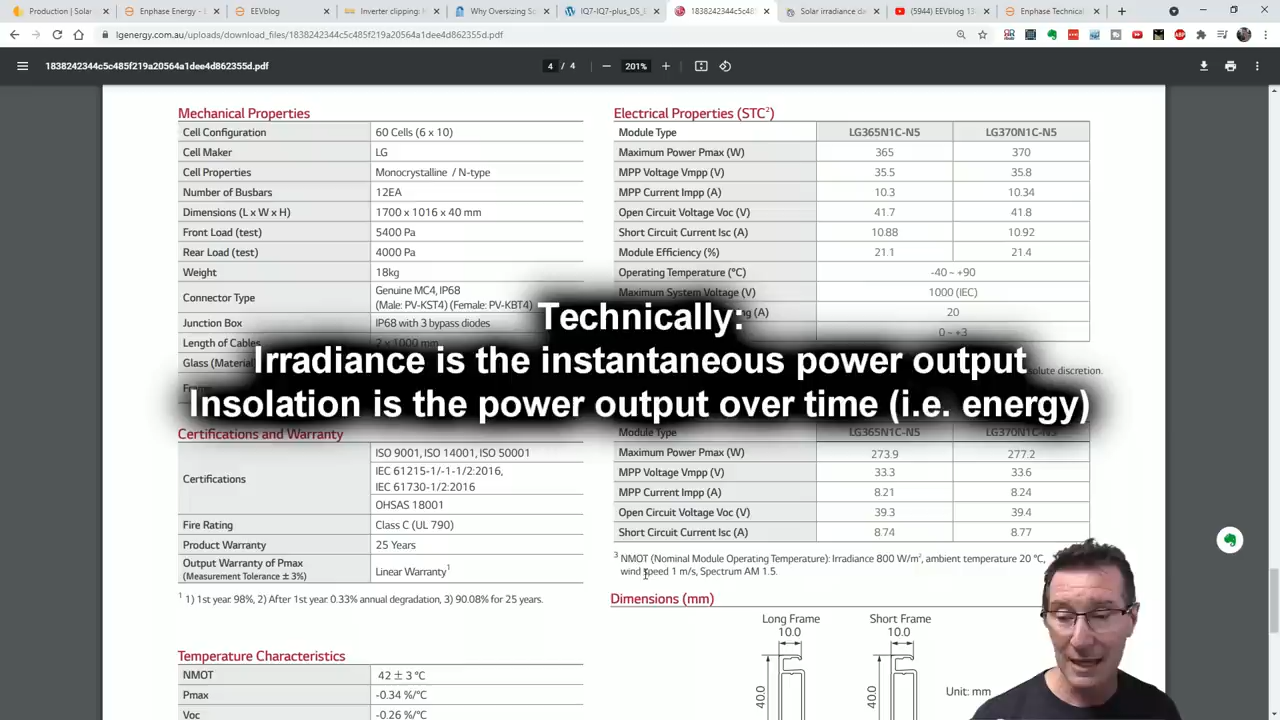 Production | Solar
Enphase Energy - E
EEVblog
Inverter clipping: H
Why Oversizing So
IQ7-IQ7-plus_DS_E
1838242344c5c485f
Solar irradiance da
(5944) EEVblog 13
Enphase Technical
lgenergy.com.au/uploads/download_files/1838242344c5c485f219a20564a1dee4d862355d.pdf
1838242344c5c485f219a20564a1dee4d862355d.pdf
4 / 4
201%
Mechanical Properties
Cell Configuration 60 Cells (6 x 10)
Cell Maker LG
Cell Properties Monocrystalline / N-type
Number of Busbars 12EA
Dimensions (L x W x H) 1700 x 1016 x 40 mm
Front Load (test) 5400 Pa
Rear Load (test) 4000 Pa
Weight 18kg
Connector Type Genuine MC4, IP68
(Male: PV-KST4) (Female: PV-KBT4)
Junction Box IP68 with 3 bypass diodes
Length of Cables 2 x 1000 mm
Glass (Material
Electrical Properties (STC²)
Module Type LG365N1C-N5 LG370N1C-N5
Maximum Power Pmax (W) 365 370
MPP Voltage Vmpp (V) 35.5 35.8
MPP Current Impp (A) 10.3 10.34
Open Circuit Voltage Voc (V) 41.7 41.8
Short Circuit Current Isc (A) 10.88 10.92
Module Efficiency (%) 21.1 21.4
Operating Temperature (°C) -40 ~ +90
Maximum System Voltage (V) 1000 (IEC)
(A) 20
0 ~ +3
discretion.
Technically:
Irradiance is the instantaneous power output
Insolation is the power output over time (i.e. energy)
Certifications and Warranty
Certifications ISO 9001, ISO 14001, ISO 50001
IEC 61215-1/-1-1/2:2016,
IEC 61730-1/2:2016
OHSAS 18001
Fire Rating Class C (UL 790)
Product Warranty 25 Years
Output Warranty of Pmax
(Measurement Tolerance ± 3%) Linear Warranty¹
¹ 1) 1st year. 98%, 2) After 1st year. 0.33% annual degradation, 3) 90.08% for 25 years.
Temperature Characteristics
NMOT 42 ± 3 °C
Pmax -0.34 %/°C
Voc -0.26 %/°C
Module Type LG365N1C-N5 LG370N1C-N5
Maximum Power Pmax (W) 273.9 277.2
MPP Voltage Vmpp (V) 33.3 33.6
MPP Current Impp (A) 8.21 8.24
Open Circuit Voltage Voc (V) 39.3 39.4
Short Circuit Current Isc (A) 8.74 8.77
³ NMOT (Nominal Module Operating Temperature): Irradiance 800 W/m², ambient temperature 20 °C,
wind speed 1 m/s, Spectrum AM 1.5.
Dimensions (mm)
Long Frame Short Frame
10.0 10.0
40.0 40.0
Unit: mm